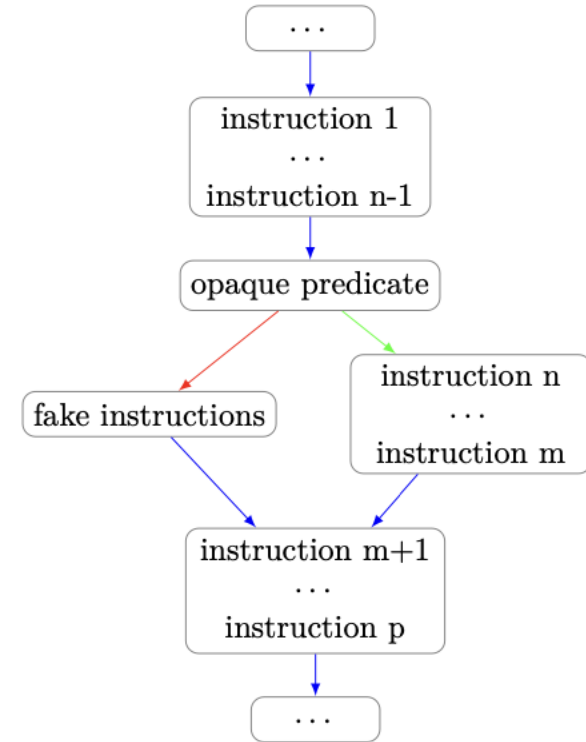 ...
instruction 1
...
instruction n-1
opaque predicate
fake instructions
instruction n
...
instruction m
instruction m+1
...
instruction p
...